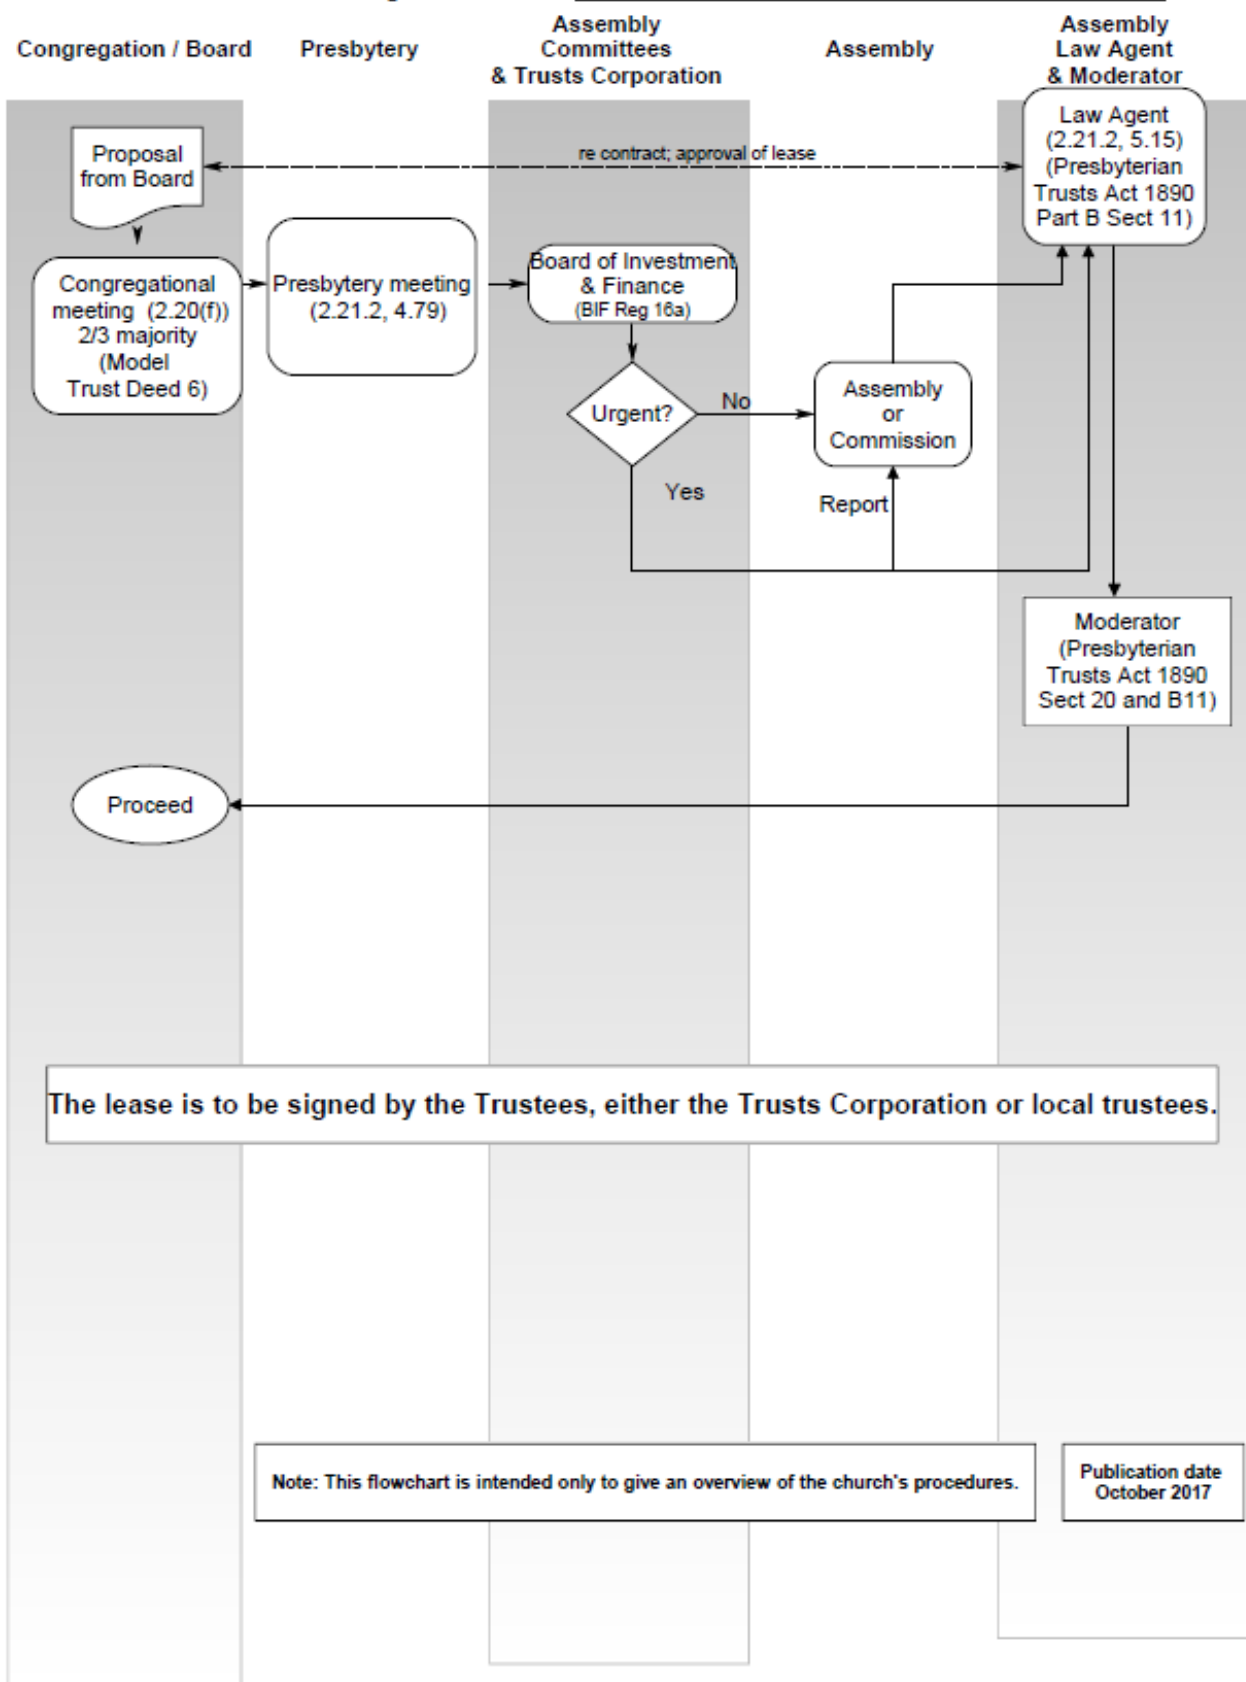 Assembly
Assembly
Congregation / Board
Presbytery
Committees
Assembly
Law Agent
& Trusts Corporation
& Moderator
Proposal
from Board
re contract; approval of lease
Law Agent
(2.21.2, 5.15)
(Presbyterian
Trusts Act 1890
Part B Sect 11)
Congregational
meeting (2.20(f))
2/3 majority
(Model
Trust Deed 6)
Presbytery meeting
(2.21.2, 4.79)
Board of Investment
& Finance
(BIF Reg 16a)
Urgent?
No
Assembly
or
Commission
Yes
Report
Moderator
(Presbyterian
Trusts Act 1890
Sect 20 and B11)
Proceed
The lease is to be signed by the Trustees, either the Trusts Corporation or local trustees.
Note: This flowchart is intended only to give an overview of the church's procedures.
Publication date
October 2017